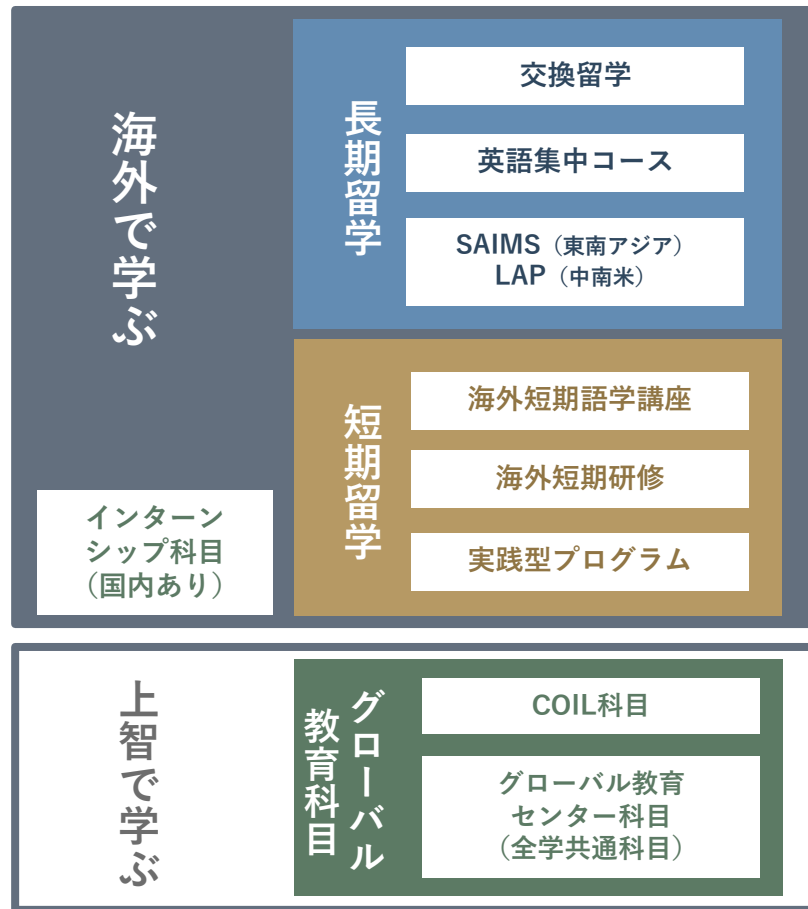 海外で学ぶ
長期留学
交換留学
英語集中コース
SAIMS（東南アジア）
LAP（中南米）
短期留学
海外短期語学講座
海外短期研修
実践型プログラム
インターン
シップ科目
（国内あり）
上智で学ぶ
グローバル
教育科目
COIL科目
グローバル教育
センター科目
（全学共通科目）